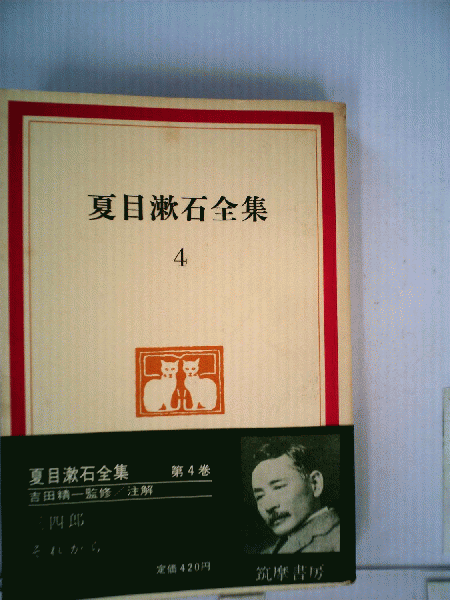 夏目漱石全集
4
夏目漱石全集 第4巻
吉田精一監修/注解
三四郎
それから
定価420円
筑摩書房